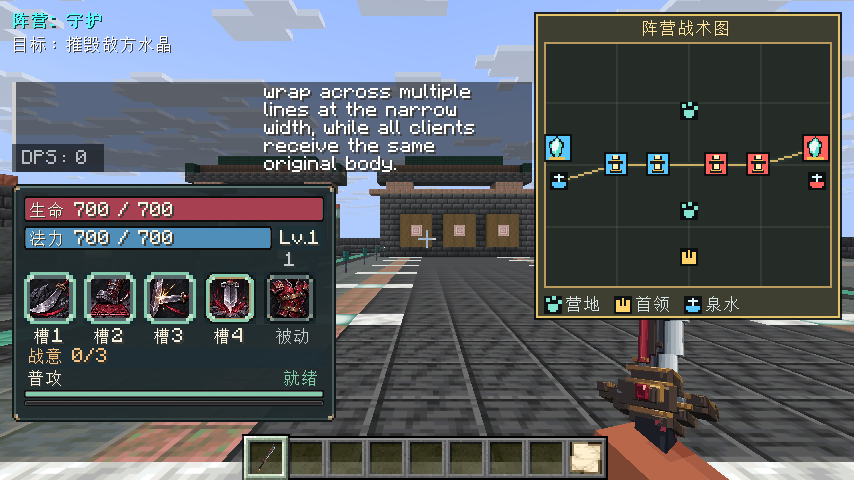 阵营: 守护
目标: 摧毁敌方水晶
wrap across multiple
lines at the narrow
width, while all clients
receive the same
original body.
DPS: 0
生命 700 / 700
法力 700 / 700 Lv.1
1
槽1 槽2 槽3 槽4 被动
战意 0/3
普攻 就绪
阵营战术图
营地 首领 泉水